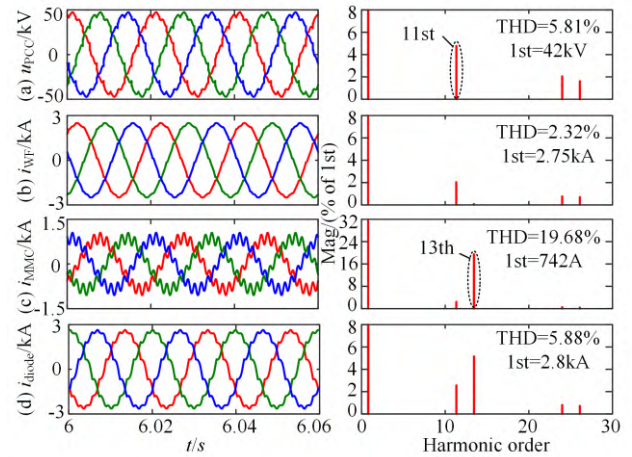 (a) uPCC/kV
50
0
-50
8
6
4
2
0
11st
THD=5.81%
1st=42kV
(b) iWF/kA
3
0
-3
8
6
4
2
0
THD=2.32%
1st=2.75kA
Mag/(% of 1st)
(c) iMMC/kA
1.5
0
-1.5
32
24
16
8
0
13th
THD=19.68%
1st=742A
(d) idiode/kA
3
0
-3
8
6
4
2
0
THD=5.88%
1st=2.8kA
6 6.02 6.04 6.06
0 10 20 30
t/s
Harmonic order